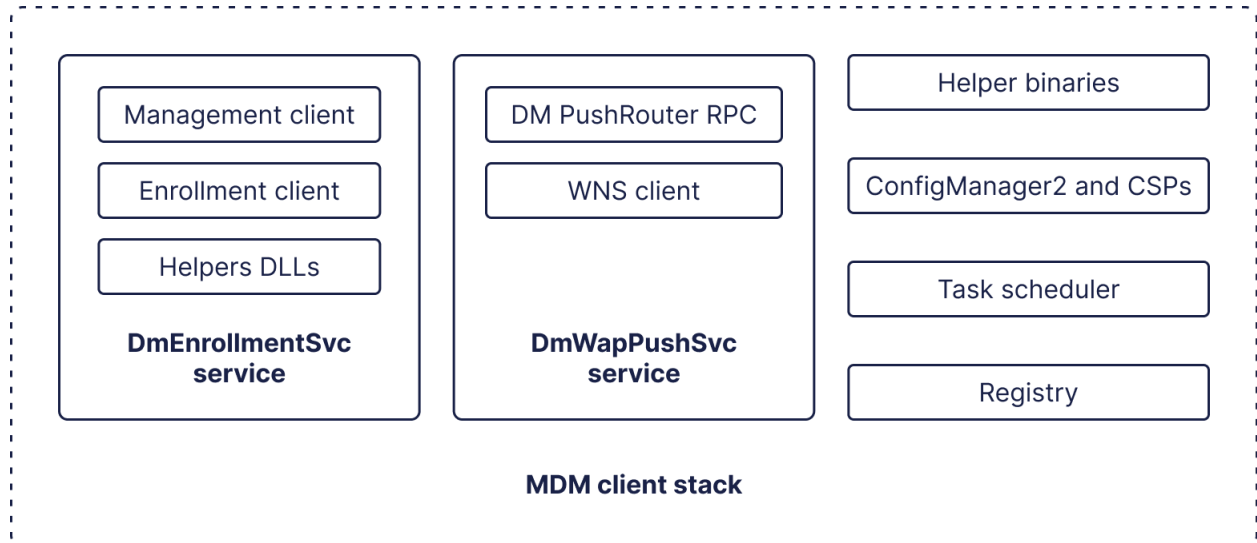 Management client
Enrollment client
Helpers DLLs
DmEnrollmentSvc
service
DM PushRouter RPC
WNS client
DmWapPushSvc
service
Helper binaries
ConfigManager2 and CSPs
Task scheduler
Registry
MDM client stack